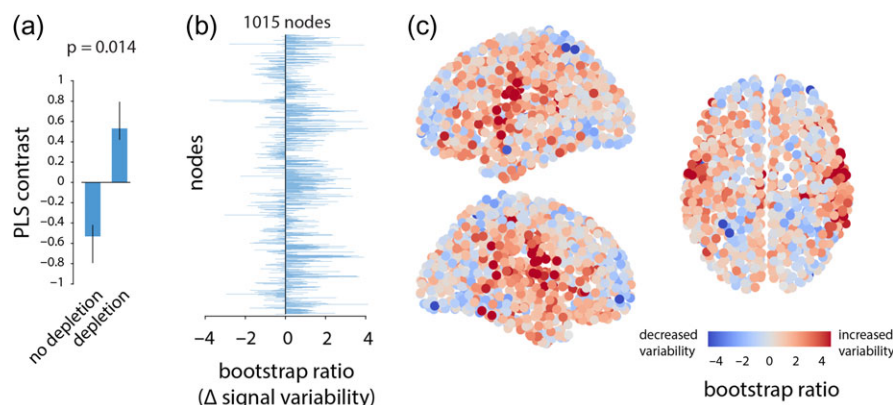 (a)
p = 0.014
PLS contrast
1
0.8
0.6
0.4
0.2
0
−0.2
−0.4
−0.6
−0.8
−1
no depletion
depletion
(b)
1015 nodes
nodes
−4 −2 0 2 4
bootstrap ratio
(Δ signal variability)
(c)
decreased
variability
increased
variability
−4 −2 0 2 4
bootstrap ratio